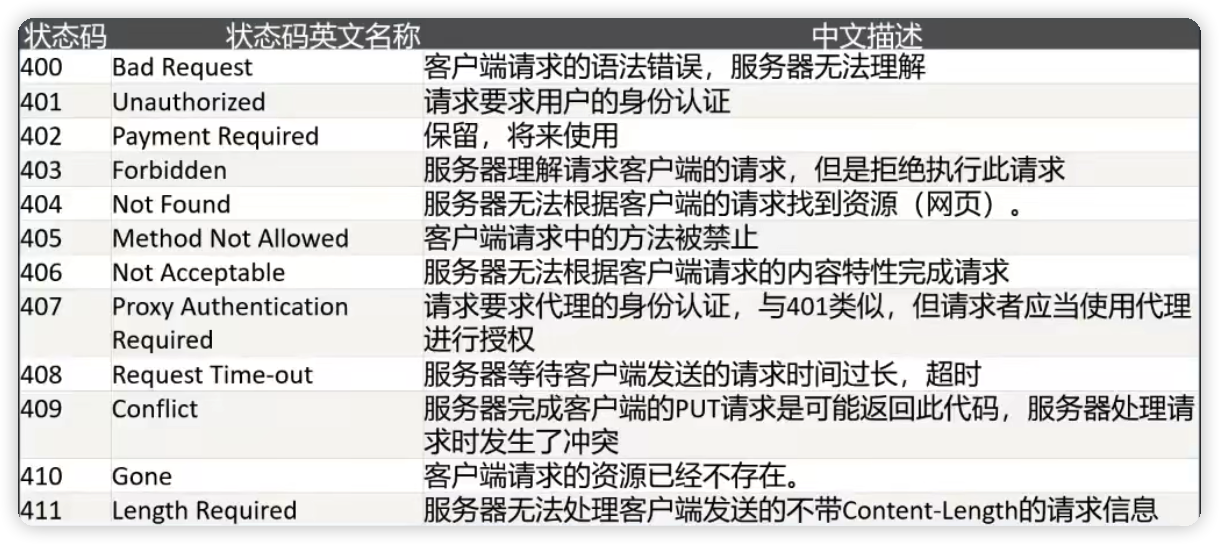 状态码 状态码英文名称 中文描述
400 Bad Request 客户端请求的语法错误，服务器无法理解
401 Unauthorized 请求要求用户的身份认证
402 Payment Required 保留，将来使用
403 Forbidden 服务器理解请求客户端的请求，但是拒绝执行此请求
404 Not Found 服务器无法根据客户端的请求找到资源（网页）。
405 Method Not Allowed 客户端请求中的方法被禁止
406 Not Acceptable 服务器无法根据客户端请求的内容特性完成请求
407 Proxy Authentication 请求要求代理的身份认证，与401类似，但请求者应当使用代理
Required 进行授权
408 Request Time-out 服务器等待客户端发送的请求时间过长，超时
409 Conflict 服务器完成客户端的PUT请求是可能返回此代码，服务器处理请
求时发生了冲突
410 Gone 客户端请求的资源已经不存在。
411 Length Required 服务器无法处理客户端发送的不带Content-Length的请求信息